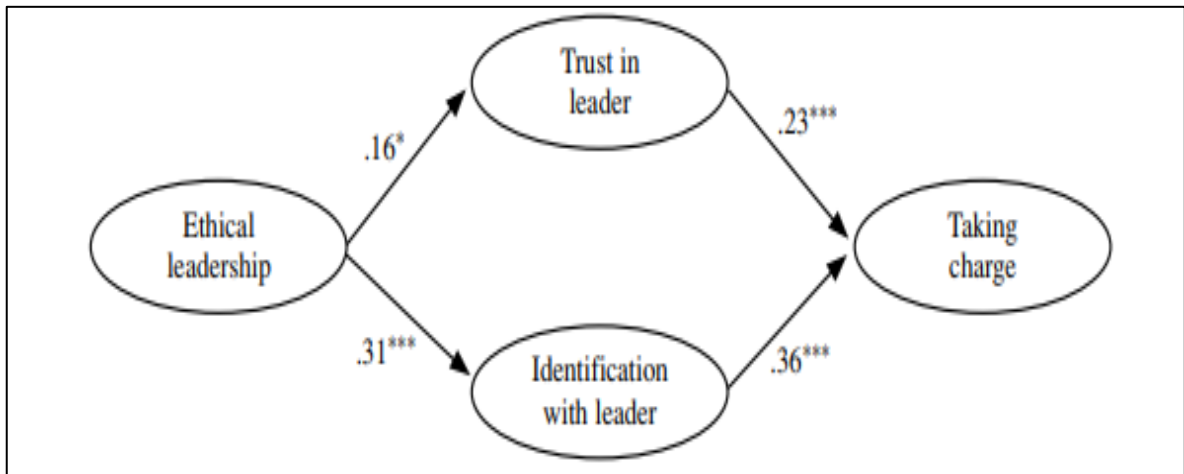 Trust in
leader
.16*
.23***
Ethical
leadership
Taking
charge
.31***
.36***
Identification
with leader